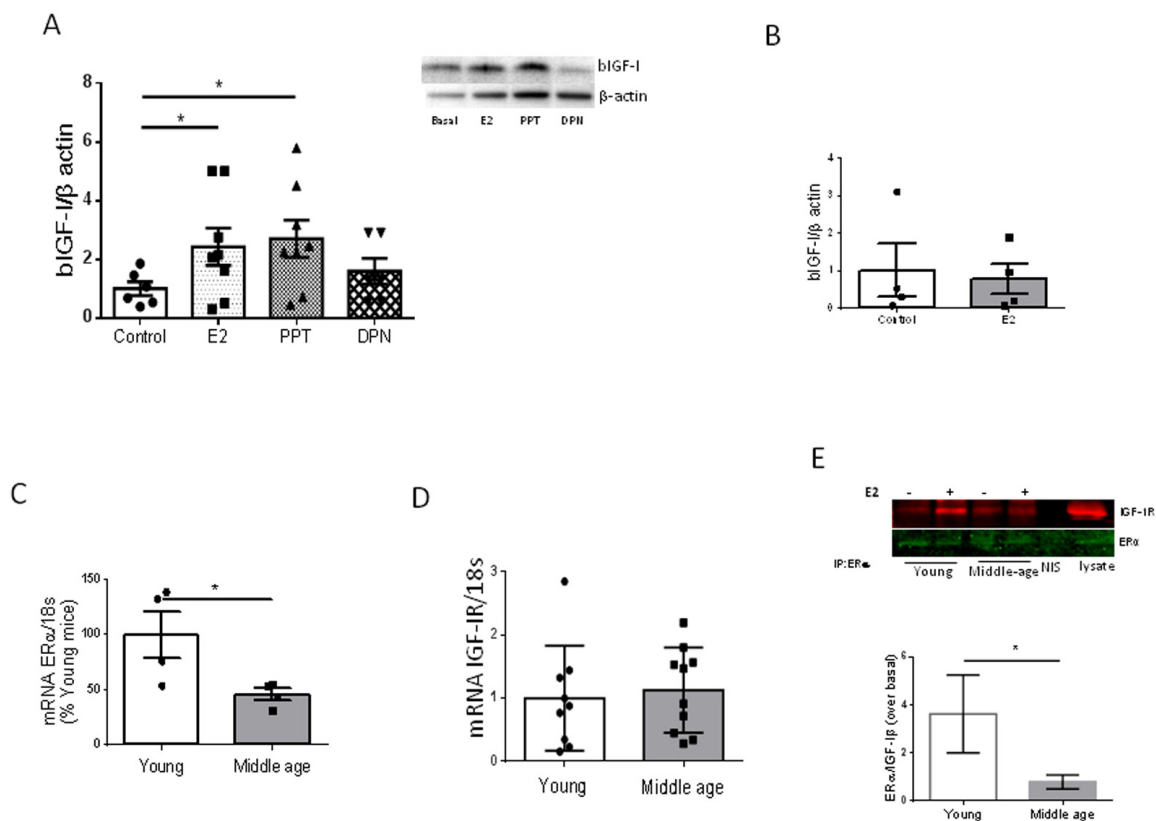 A
8
6
4
2
0
bIGF-I/β actin
*
*
Control E2 PPT DPN
bIGF-I
β-actin
Basal E2 PPT DPN
B
4
3
2
1
0
bIGF-I/β actin
Control E2
C
150
100
50
0
mRNA ERα/18s
(% Young mice)
*
Young Middle age
D
3
2
1
0
mRNA IGF-IR/18s
Young Middle age
E
E2 - + - +
IGF-1R
ERα
IP:ERα Young Middle-age NIS lysate
6
4
2
0
ERα/IGF-Iβ (over basal)
*
Young Middle age